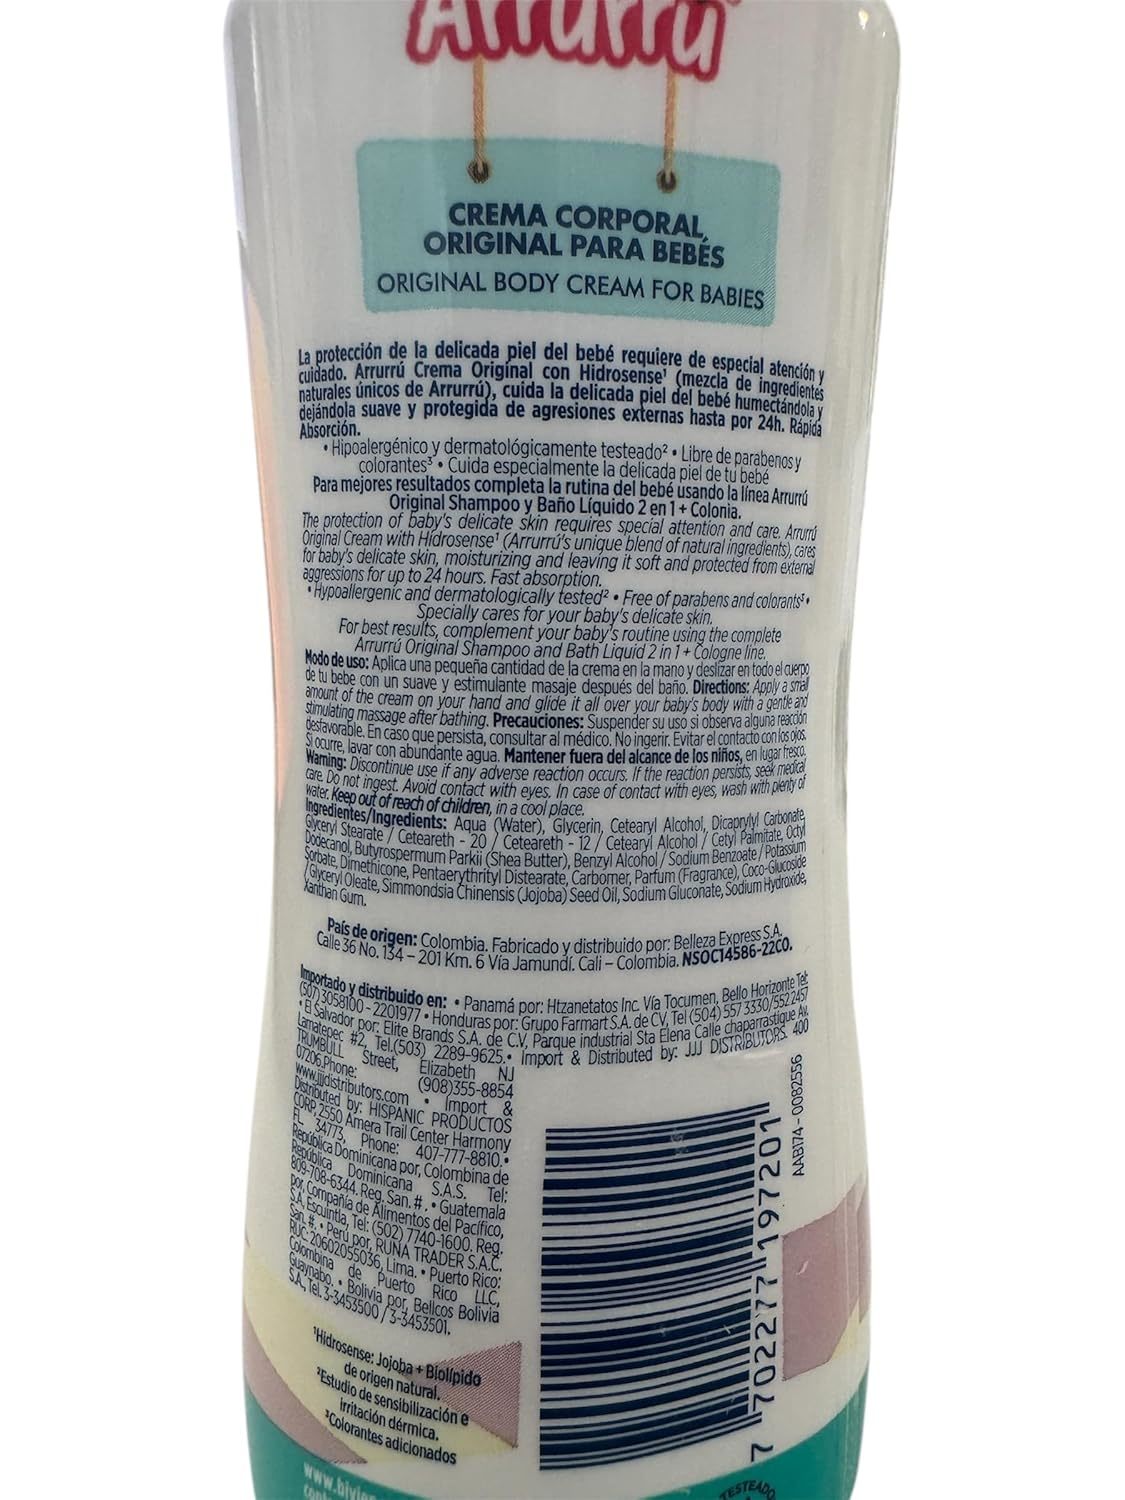 Arrurrú
CREMA CORPORAL
ORIGINAL PARA BEBÉS
ORIGINAL BODY CREAM FOR BABIES
La protección de la delicada piel del bebé requiere de especial atención y
cuidado. Arrurrú Crema Original con Hidrosense¹ (mezcla de ingredientes
naturales únicos de Arrurrú), cuida la delicada piel del bebé humectándola y
dejándola suave y protegida de agresiones externas hasta por 24h. Rápida
Absorción.
• Hipoalergénico y dermatológicamente testeado² • Libre de parabenos y
colorantes³ • Cuida especialmente la delicada piel de tu bebé
Para mejores resultados completa la rutina del bebé usando la línea Arrurrú
Original Shampoo y Baño Líquido 2 en 1 + Colonia.
The protection of baby's delicate skin requires special attention and care. Arrurrú
Original Cream with Hidrosense¹ (Arrurrú's unique blend of natural ingredients), cares
for baby's delicate skin, moisturizing and leaving it soft and protected from external
aggressions for up to 24 hours. Fast absorption.
• Hypoallergenic and dermatologically tested² • Free of parabens and colorants³ •
Specially cares for your baby's delicate skin.
For best results, complement your baby's routine using the complete
Arrurrú Original Shampoo and Bath Liquid 2 in 1 + Cologne line.
Modo de uso: Aplica una pequeña cantidad de la crema en la mano y deslizar en todo el cuerpo
de tu bebe con un suave y estimulante masaje después del baño. Directions: Apply a small
amount of the cream on your hand and glide it all over your baby's body with a gentle and
stimulating massage after bathing. Precauciones: Suspender su uso si observa alguna reacción
desfavorable. En caso que persista, consultar al médico. No ingerir. Evitar el contacto con los ojos.
Si ocurre, lavar con abundante agua. Mantener fuera del alcance de los niños, en lugar fresco.
Warning: Discontinue use if any adverse reaction occurs. If the reaction persists, seek medical
care. Do not ingest. Avoid contact with eyes. In case of contact with eyes, wash with plenty of
water. Keep out of reach of children, in a cool place.
Ingredientes/Ingredients: Aqua (Water), Glycerin, Cetearyl Alcohol, Dicaprylyl Carbonate,
Glyceryl Stearate / Ceteareth - 20 / Ceteareth - 12 / Cetearyl Alcohol / Cetyl Palmitate, Octyl
Dodecanol, Butyrospermum Parkii (Shea Butter), Benzyl Alcohol / Sodium Benzoate / Potassium
Sorbate, Dimethicone, Pentaerythrityl Distearate, Carbomer, Parfum (Fragrance), Coco-Glucoside
/ Glyceryl Oleate, Simmondsia Chinensis (Jojoba) Seed Oil, Sodium Gluconate, Sodium Hydroxide,
Xanthan Gum.
País de origen: Colombia. Fabricado y distribuido por: Belleza Express S.A.
Calle 36 No. 134 – 201 Km. 6 Vía Jamundí. Cali – Colombia. NSOC14586-22CO.
Importado y distribuido en: • Panamá por: Htzanetatos Inc. Vía Tocumen, Bello Horizonte Tel:
(507) 3058100 - 2201977 • Honduras por: Grupo Farmart S.A. de C.V, Tel (504) 557 3330/552 2457
• El Salvador por: Elite Brands S.A. de C.V, Parque industrial Sta Elena Calle chaparrastique Av.
Lamatepec #2, Tel.(503) 2289-9625. • Import & Distributed by: JJJ DISTRIBUTORS 400
TRUMBULL Street, Elizabeth NJ
07206.Phone: (908)355-8854
www.jjjdistributors.com • Import &
Distributed by: HISPANIC PRODUCTOS
CORP, 2550 Amera Trail Center Harmony
FL 34773, Phone: 407-777-8810. •
República Dominicana por, Colombina de
República Dominicana S.A.S. Tel:
809-708-6344. Reg. San. #. • Guatemala
por, Compañía de Alimentos del Pacífico,
S.A, Escuintla, Tel: (502) 7740-1600. Reg.
San. #. • Perú por, RUNA TRADER S.A.C.
RUC: 20602055036, Lima. • Puerto Rico:
Colombina de Puerto Rico LLC,
Guaynabo. • Bolivia por, Bellcos Bolivia
S.A, Tel. 3-3453500 / 3-3453501.
AAB174 - 0082556
7 702277 197201
¹Hidrosense: Jojoba + Biolípido
de origen natural.
²Estudio de sensibilización e
irritación dérmica.
³Colorantes adicionados
TESTEADO